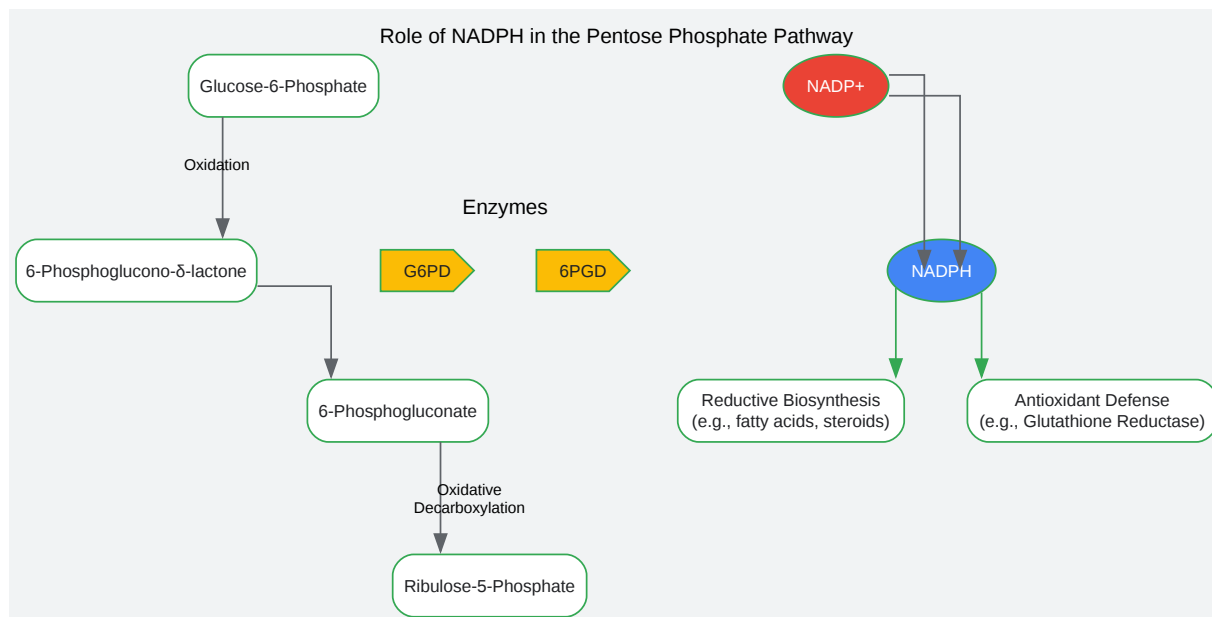 Role of NADPH in the Pentose Phosphate Pathway
Glucose-6-Phosphate
NADP+
Oxidation
Enzymes
6-Phosphoglucono-δ-lactone
G6PD
6PGD
NADPH
6-Phosphogluconate
Reductive Biosynthesis
(e.g., fatty acids, steroids)
Antioxidant Defense
(e.g., Glutathione Reductase)
Oxidative
Decarboxylation
Ribulose-5-Phosphate